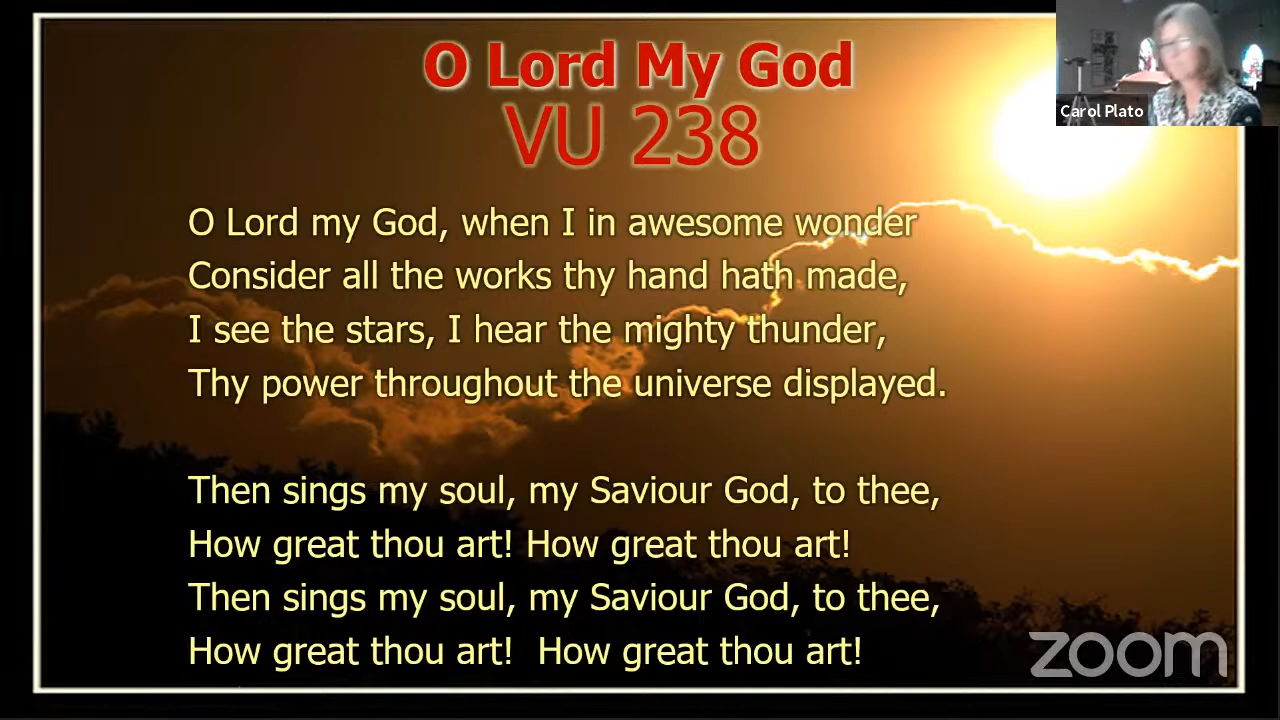 O Lord My God
VU 238
Carol Plato
O Lord my God, when I in awesome wonder
Consider all the works thy hand hath made,
I see the stars, I hear the mighty thunder,
Thy power throughout the universe displayed.
Then sings my soul, my Saviour God, to thee,
How great thou art! How great thou art!
Then sings my soul, my Saviour God, to thee,
How great thou art!  How great thou art!
zoom